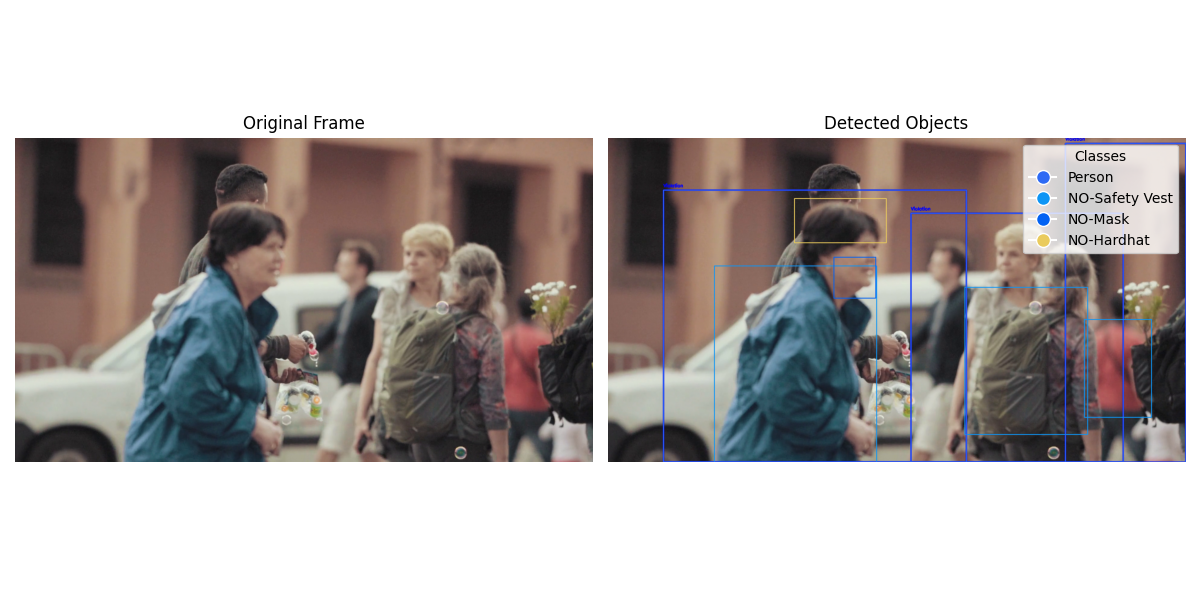 Original Frame
Detected Objects
Classes
Person
NO-Safety Vest
NO-Mask
NO-Hardhat